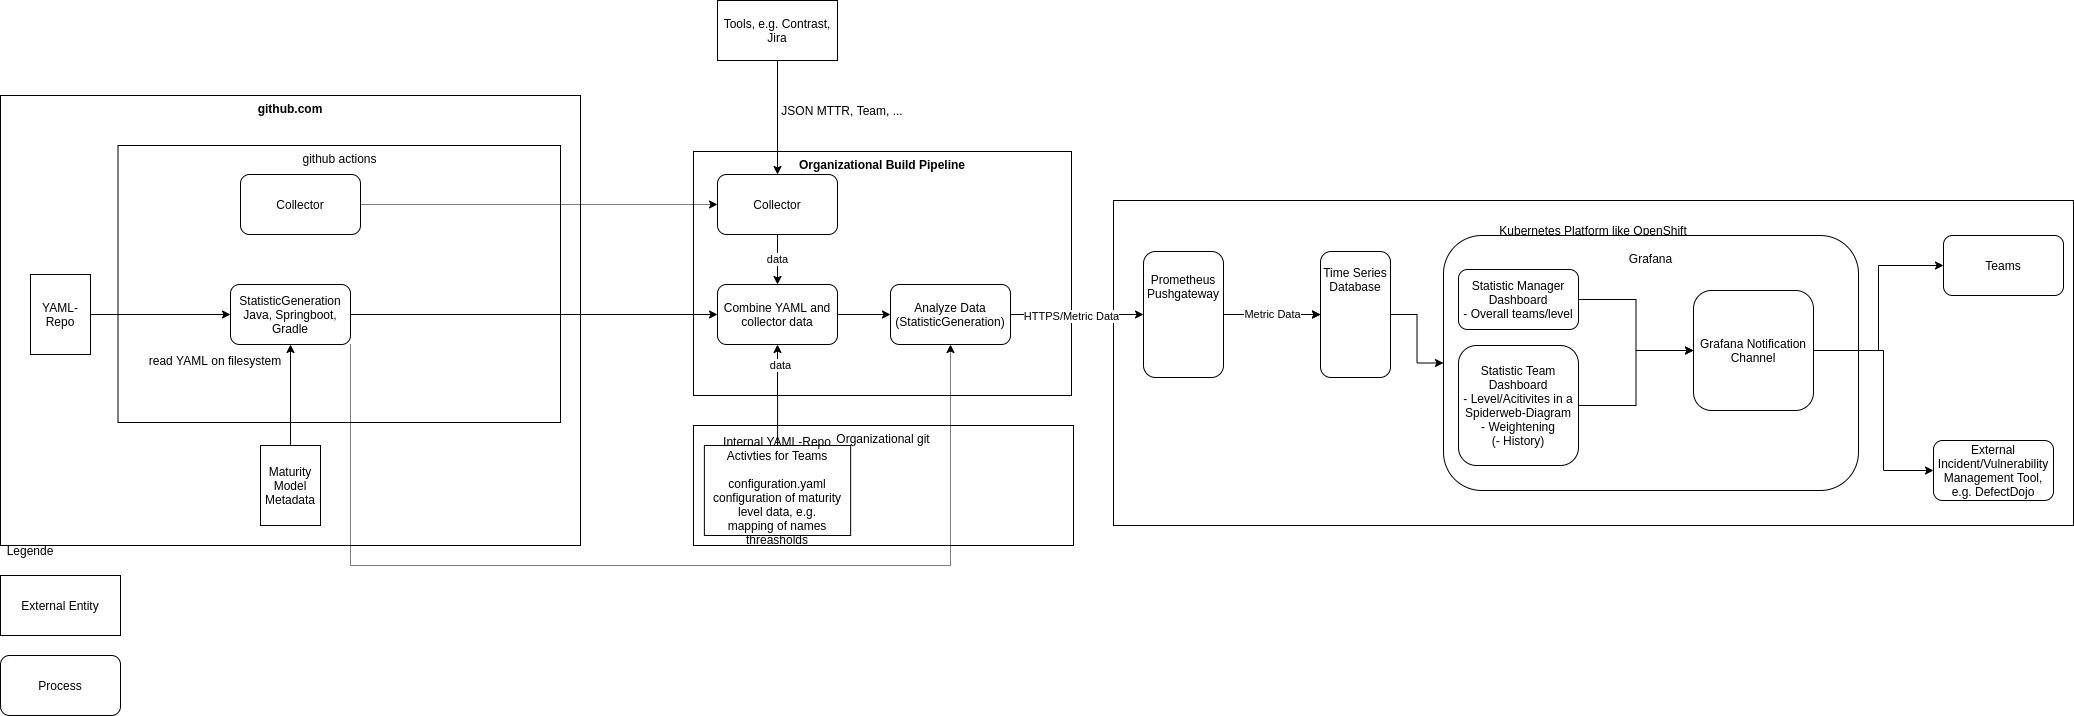 Tools, e.g. Contrast,
Jira
JSON MTTR, Team, ...
github.com
github actions
Collector
YAML-
Repo
StatisticGeneration
Java, Springboot,
Gradle
read YAML on filesystem
Maturity
Model
Metadata
Organizational Build Pipeline
Collector
data
Combine YAML and
collector data
Analyze Data
(StatisticGeneration)
data
HTTPS/Metric Data
Organizational git
Internal YAML-Repo
Activties for Teams
configuration.yaml
configuration of maturity
level data, e.g.
mapping of names
threasholds
Kubernetes Platform like OpenShift
Prometheus
Pushgateway
Metric Data
Time Series
Database
Grafana
Statistic Manager
Dashboard
- Overall teams/level
Statistic Team
Dashboard
- Level/Acitivites in a
Spiderweb-Diagram
- Weightening
(- History)
Grafana Notification
Channel
Teams
External
Incident/Vulnerability
Management Tool,
e.g. DefectDojo
Legende
External Entity
Process